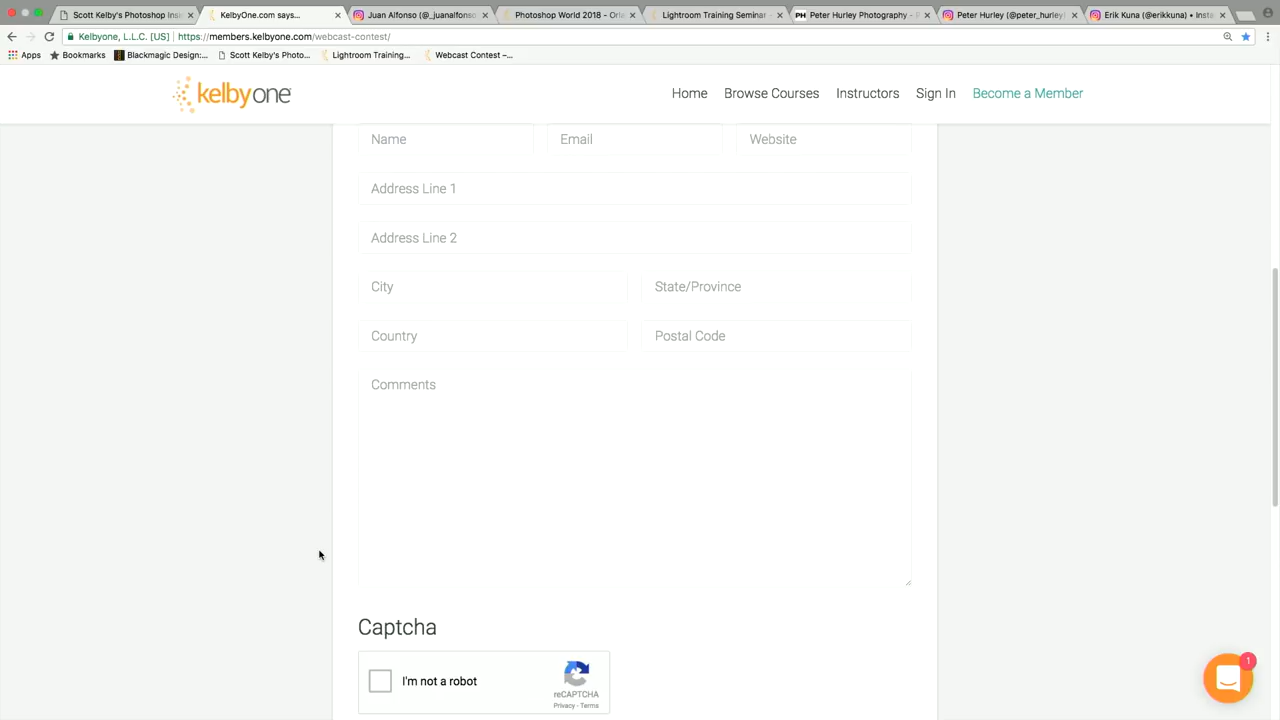 Scott Kelby's Photoshop Insi
KelbyOne.com says...
Juan Alfonso (@_juanalfonso
Photoshop World 2018 - Orla
Lightroom Training Seminar -
PH Peter Hurley Photography - P
Peter Hurley (@peter_hurley)
Erik Kuna (@erikkuna) • Insta
Kelbyone, L.L.C. [US] https://members.kelbyone.com/webcast-contest/
Apps Bookmarks Blackmagic Design:... Scott Kelby's Photo... Lightroom Training... Webcast Contest –...
kelbyone
Home Browse Courses Instructors Sign In Become a Member
Name Email Website
Address Line 1
Address Line 2
City State/Province
Country Postal Code
Comments
Captcha
I'm not a robot
reCAPTCHA
Privacy - Terms
1